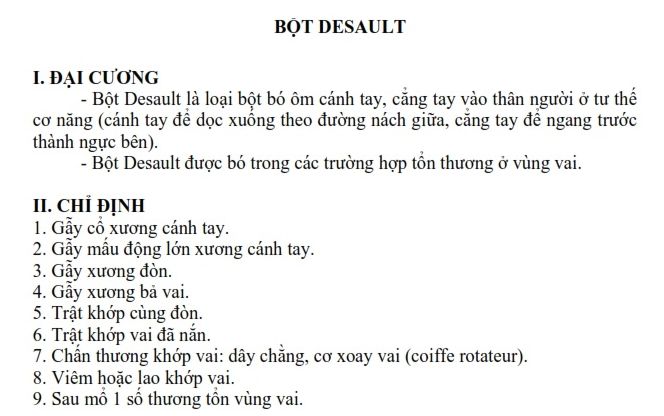 BỘT DESAULT
I. ĐẠI CƯƠNG
- Bột Desault là loại bột bó ôm cánh tay, cẳng tay vào thân người ở tư thế
cơ năng (cánh tay để dọc xuống theo đường nách giữa, cẳng tay để ngang trước
thành ngực bên).
- Bột Desault được bó trong các trường hợp tổn thương ở vùng vai.
II. CHỈ ĐỊNH
1. Gẫy cổ xương cánh tay.
2. Gẫy mấu động lớn xương cánh tay.
3. Gẫy xương đòn.
4. Gẫy xương bả vai.
5. Trật khớp cùng đòn.
6. Trật khớp vai đã nắn.
7. Chấn thương khớp vai: dây chằng, cơ xoay vai (coiffe rotateur).
8. Viêm hoặc lao khớp vai.
9. Sau mổ 1 số thương tổn vùng vai.